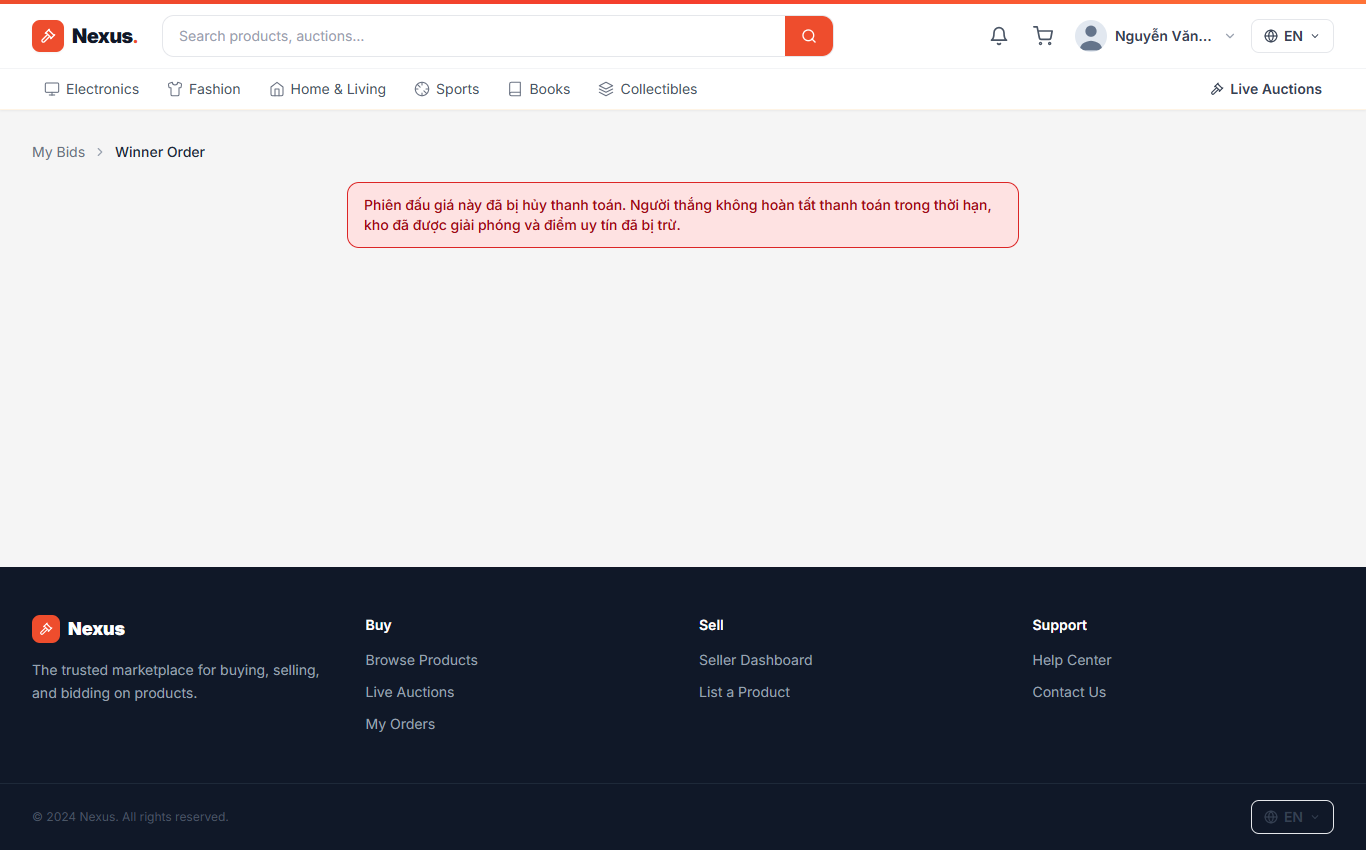 Nexus.
Search products, auctions...
Nguyễn Văn...
EN
Electronics
Fashion
Home & Living
Sports
Books
Collectibles
Live Auctions
My Bids
Winner Order
Phiên đấu giá này đã bị hủy thanh toán. Người thắng không hoàn tất thanh toán trong thời hạn,
kho đã được giải phóng và điểm uy tín đã bị trừ.
Nexus
The trusted marketplace for buying, selling,
and bidding on products.
Buy
Browse Products
Live Auctions
My Orders
Sell
Seller Dashboard
List a Product
Support
Help Center
Contact Us
© 2024 Nexus. All rights reserved.
EN